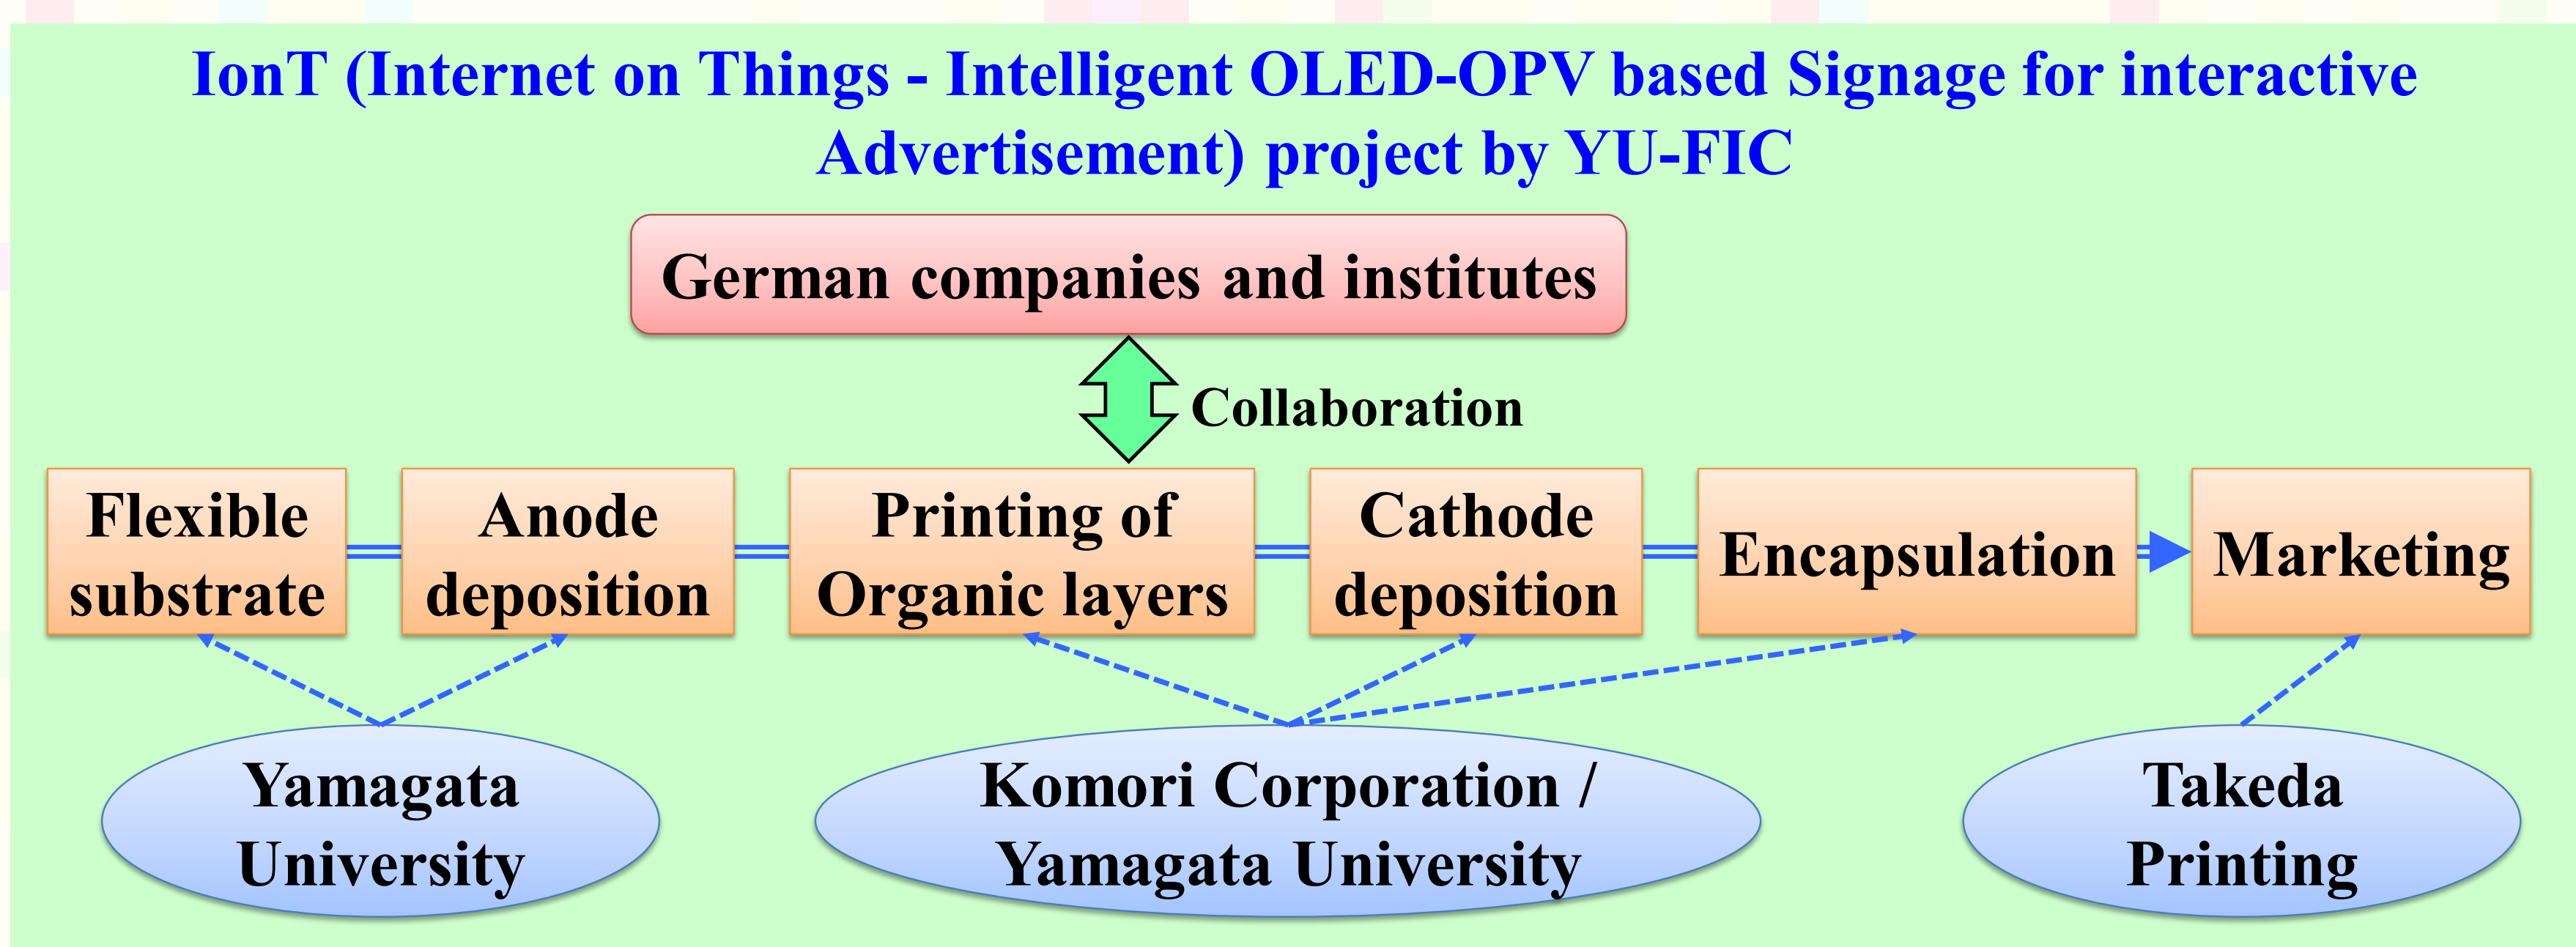 IonT (Internet on Things - Intelligent OLED-OPV based Signage for interactive
Advertisement) project by YU-FIC
German companies and institutes
Collaboration
Flexible
substrate
Anode
deposition
Printing of
Organic layers
Cathode
deposition
Encapsulation
Marketing
Yamagata
University
Komori Corporation /
Yamagata University
Takeda
Printing